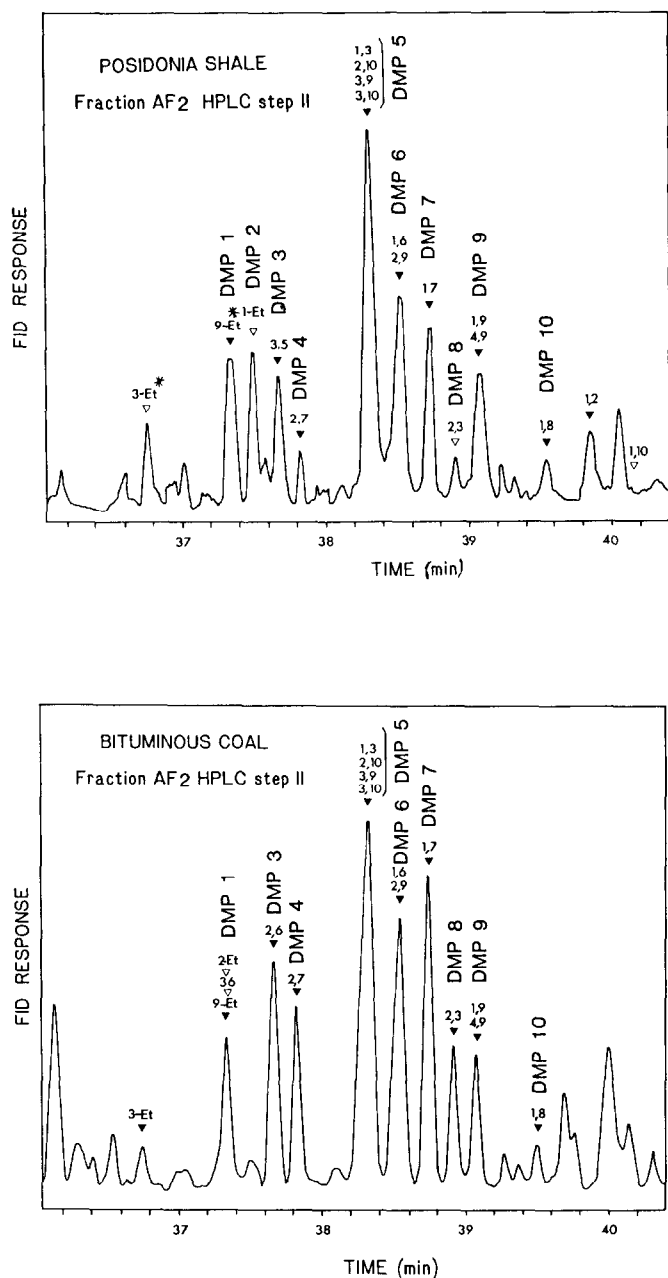 POSIDONIA SHALE
Fraction AF2 HPLC step II
FID RESPONSE
3-Et*
DMP 1
*
9-Et
DMP 2
1-Et
DMP 3
3.5
DMP 4
2,7
1,3
2,10
3,9
3,10
DMP 5
DMP 6
1,6
2,9
DMP 7
1.7
DMP 8
2,3
DMP 9
1,9
4,9
DMP 10
1,8
1,2
1,10
37
38
39
40
TIME (min)
BITUMINOUS COAL
Fraction AF2 HPLC step II
FID RESPONSE
3-Et
DMP 1
2-Et
36
9-Et
DMP 3
2,6
DMP 4
2,7
1,3
2,10
3,9
3,10
DMP 5
DMP 6
1,6
2,9
DMP 7
1,7
DMP 8
2,3
DMP 9
1,9
4,9
DMP 10
1,8
37
38
39
40
TIME (min)